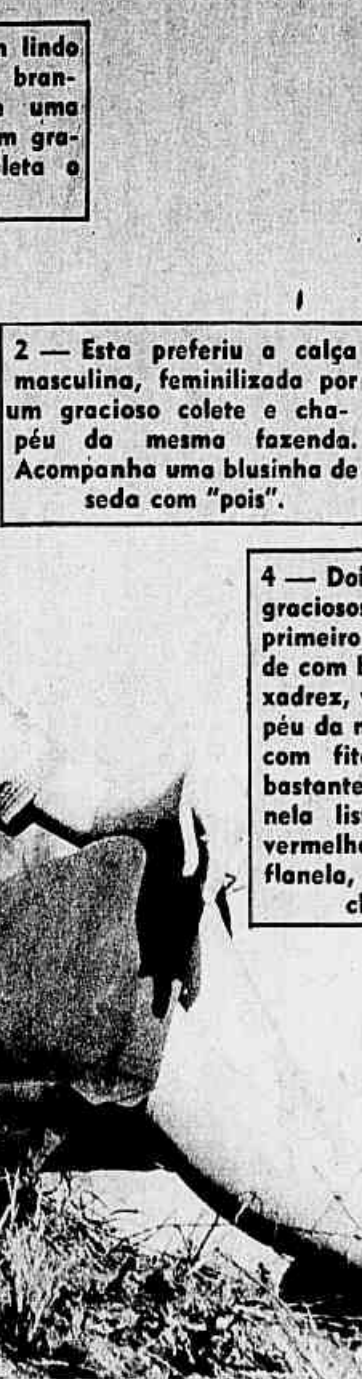 lindo
bran-
uma
gra-
leta o
2 — Esta preferiu a calça
masculina, feminilizada por
um gracioso colete e cha-
péu da mesma fazenda.
Acompanha uma blusinha de
seda com "pois".
4 — Doi
graciosos
primeiro
de com
xadrez,
péu da
com fit
bastante
nela lis
vermelh
flanela,
cl